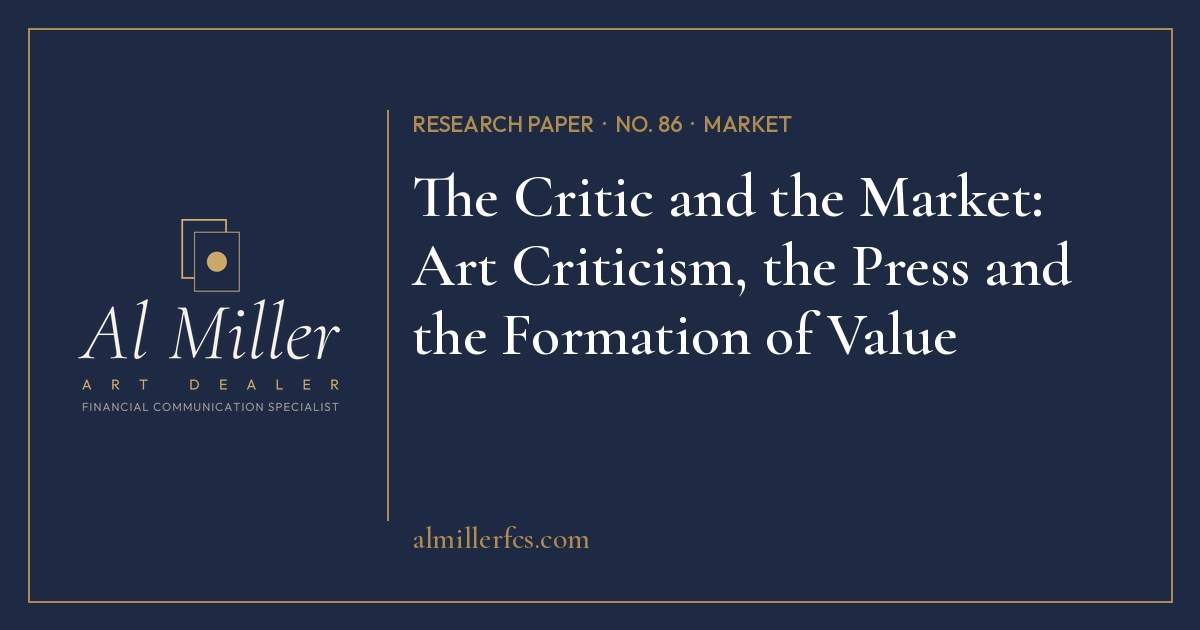 Al Miller
ART DEALER
FINANCIAL COMMUNICATION SPECIALIST
RESEARCH PAPER · NO. 86 · MARKET
The Critic and the Market:
Art Criticism, the Press and
the Formation of Value
almillerfcs.com